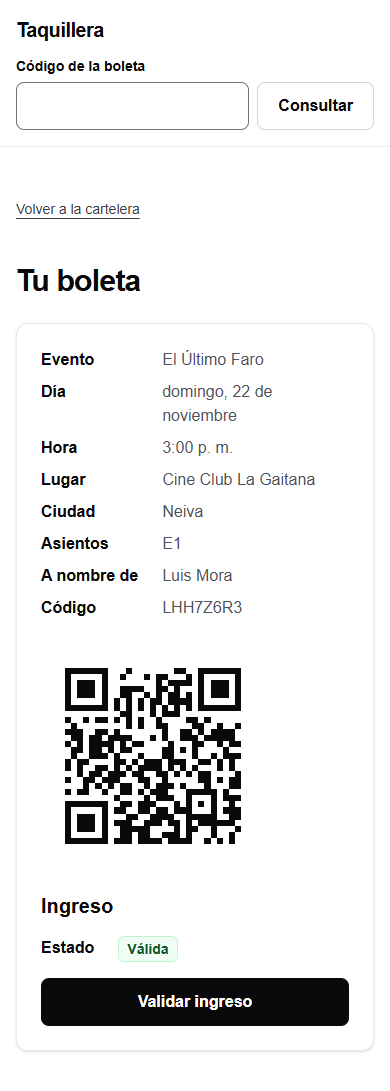 Taquillera
Código de la boleta
Consultar
Volver a la cartelera
Tu boleta
Evento El Último Faro
Día domingo, 22 de
noviembre
Hora 3:00 p. m.
Lugar Cine Club La Gaitana
Ciudad Neiva
Asientos E1
A nombre de Luis Mora
Código LHH7Z6R3
Ingreso
Estado Válida
Validar ingreso